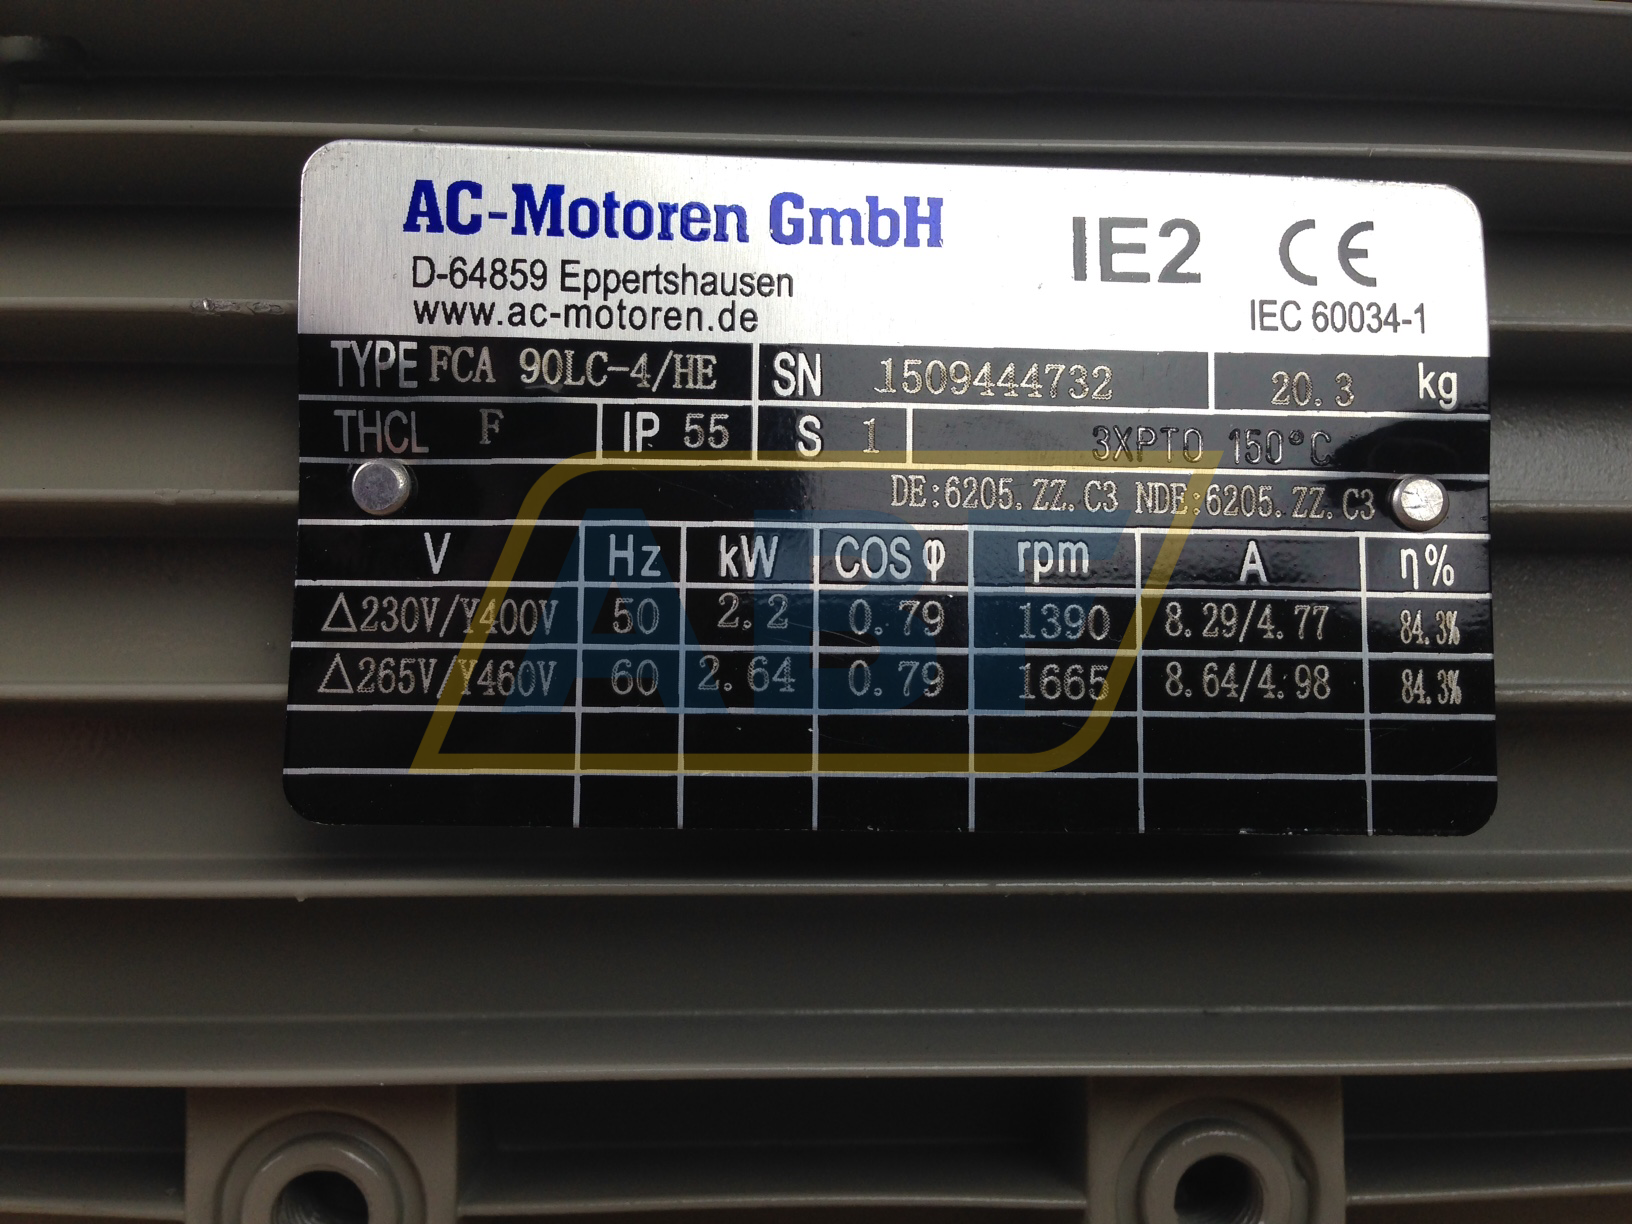 AC-Motoren GmbH
D-64859 Eppertshausen
www.ac-motoren.de
IE2 CE
IEC 60034-1
TYPE FCA 90LC-4/HE SN 1509444732 20.3 kg
THCL F IP 55 S 1 3XPTO 150°C
DE:6205.ZZ.C3 NDE:6205.ZZ.C3
V Hz kW COS φ rpm A η%
△230V/Y400V 50 2.2 0.79 1390 8.29/4.77 84.3%
△265V/Y460V 60 2.64 0.79 1665 8.64/4.98 84.3%
ABF